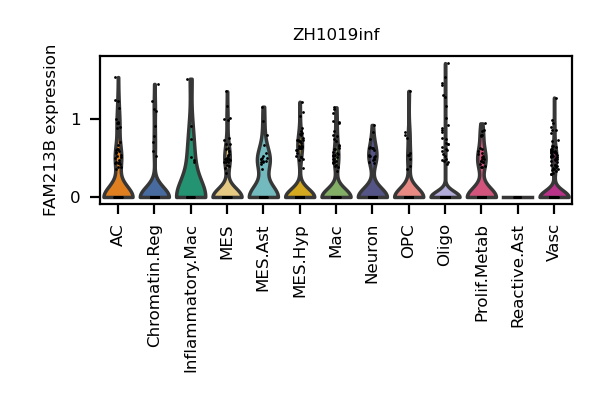 ZH1019inf
FAM213B expression
1
0
AC
Chromatin.Reg
Inflammatory.Mac
MES
MES.Ast
MES.Hyp
Mac
Neuron
OPC
Oligo
Prolif.Metab
Reactive.Ast
Vasc